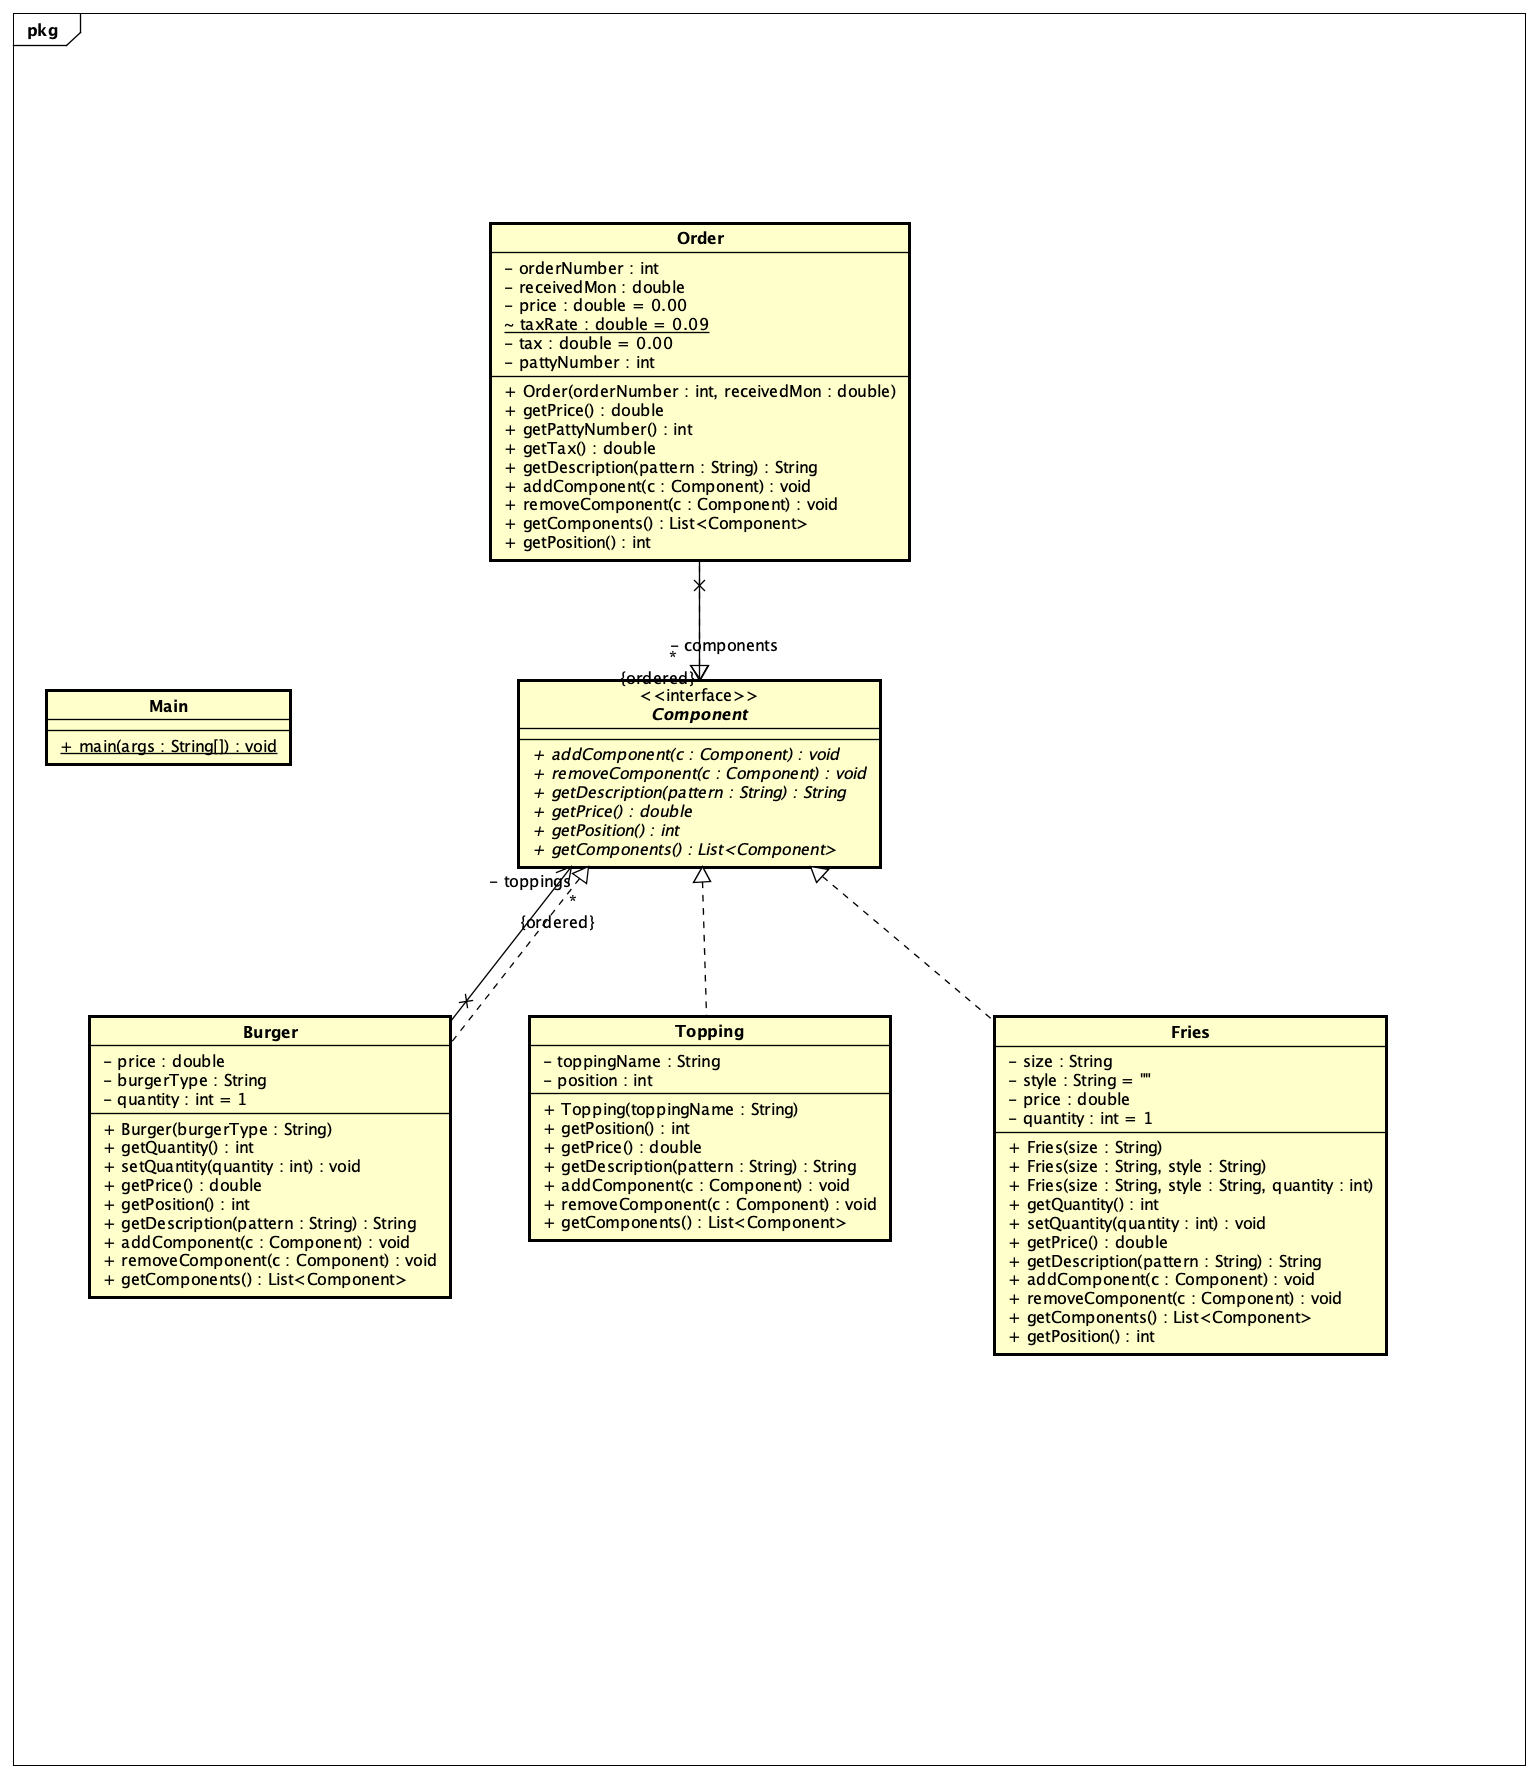 pkg
Order
- orderNumber : int
- receivedMon : double
- price : double = 0.00
~ taxRate : double = 0.09
- tax : double = 0.00
- pattyNumber : int
+ Order(orderNumber : int, receivedMon : double)
+ getPrice() : double
+ getPattyNumber() : int
+ getTax() : double
+ getDescription(pattern : String) : String
+ addComponent(c : Component) : void
+ removeComponent(c : Component) : void
+ getComponents() : List<Component>
+ getPosition() : int
- components
*
{ordered}
Main
+ main(args : String[]) : void
<<interface>>
Component
+ addComponent(c : Component) : void
+ removeComponent(c : Component) : void
+ getDescription(pattern : String) : String
+ getPrice() : double
+ getPosition() : int
+ getComponents() : List<Component>
- toppings
*
{ordered}
Burger
- price : double
- burgerType : String
- quantity : int = 1
+ Burger(burgerType : String)
+ getQuantity() : int
+ setQuantity(quantity : int) : void
+ getPrice() : double
+ getPosition() : int
+ getDescription(pattern : String) : String
+ addComponent(c : Component) : void
+ removeComponent(c : Component) : void
+ getComponents() : List<Component>
Topping
- toppingName : String
- position : int
+ Topping(toppingName : String)
+ getPosition() : int
+ getPrice() : double
+ getDescription(pattern : String) : String
+ addComponent(c : Component) : void
+ removeComponent(c : Component) : void
+ getComponents() : List<Component>
Fries
- size : String
- style : String = ""
- price : double
- quantity : int = 1
+ Fries(size : String)
+ Fries(size : String, style : String)
+ Fries(size : String, style : String, quantity : int)
+ getQuantity() : int
+ setQuantity(quantity : int) : void
+ getPrice() : double
+ getDescription(pattern : String) : String
+ addComponent(c : Component) : void
+ removeComponent(c : Component) : void
+ getComponents() : List<Component>
+ getPosition() : int